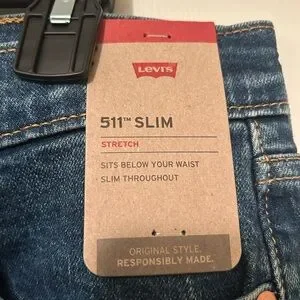 Levi's
511™ SLIM
STRETCH
SITS BELOW YOUR WAIST
SLIM THROUGHOUT
ORIGINAL STYLE.
RESPONSIBLY MADE.